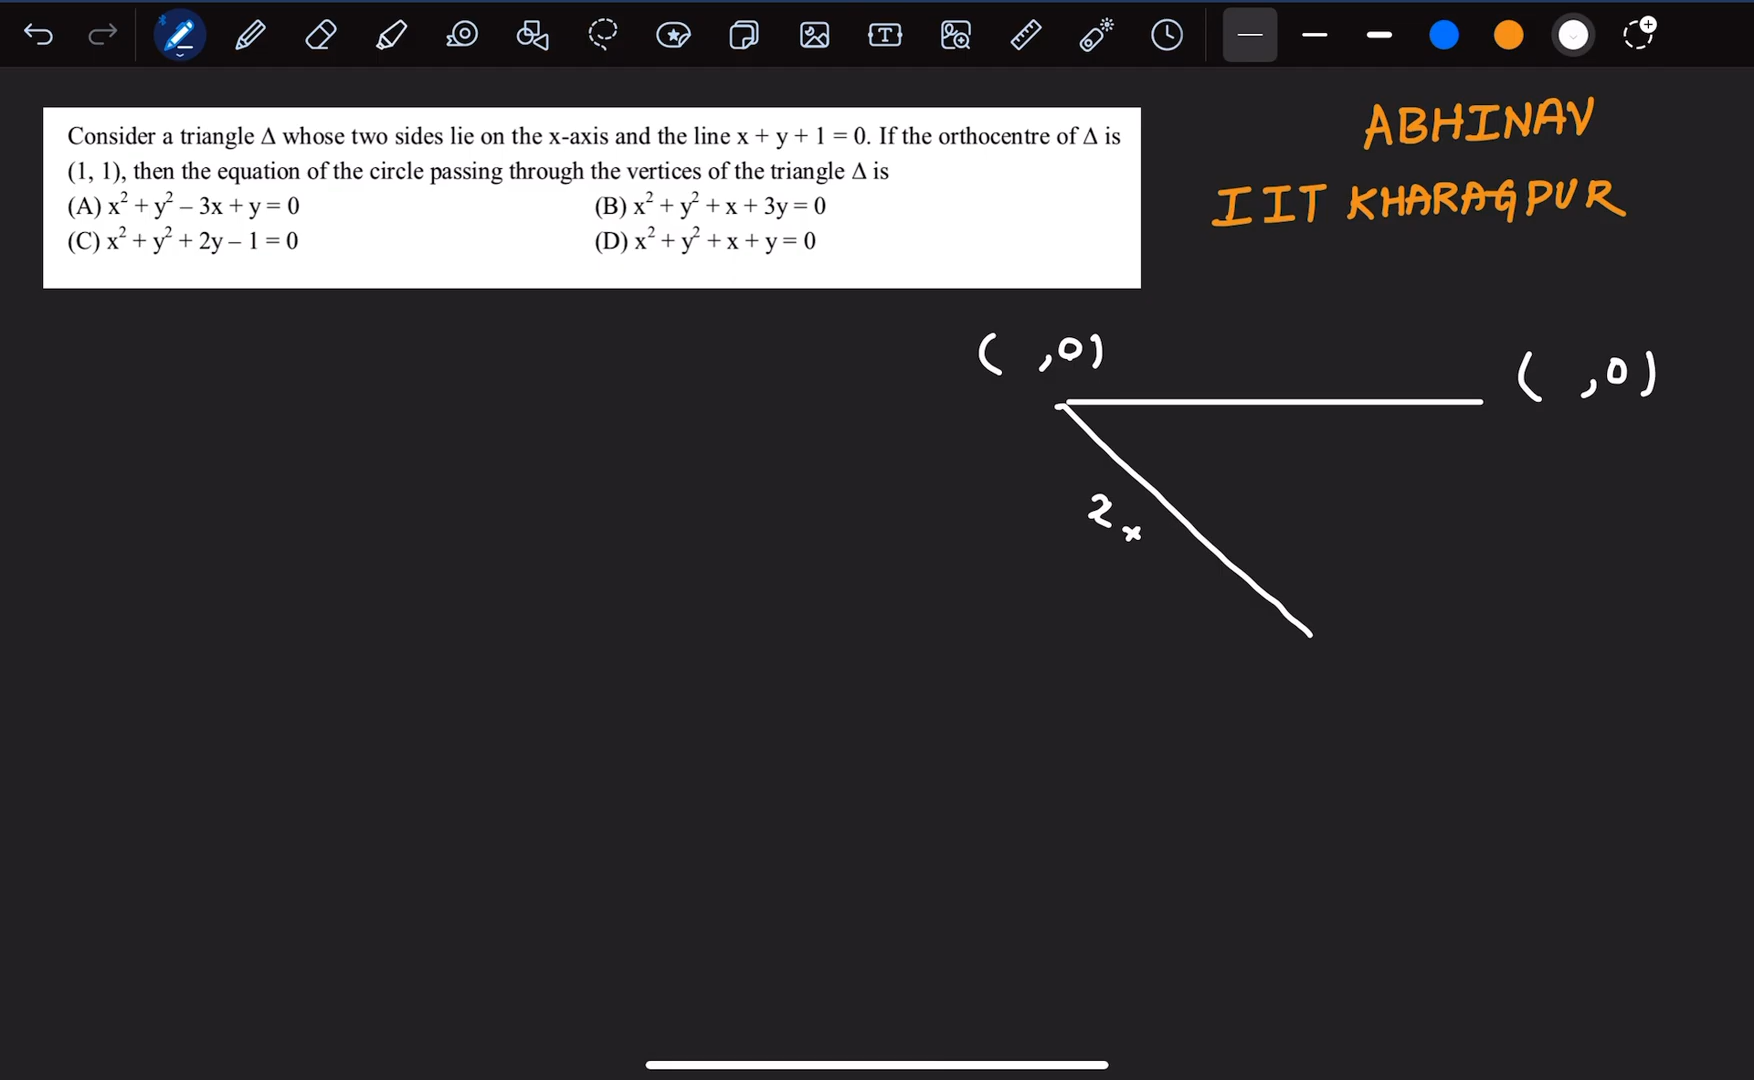 Consider a triangle Δ whose two sides lie on the x-axis and the line x + y + 1 = 0. If the orthocentre of Δ is
(1, 1), then the equation of the circle passing through the vertices of the triangle Δ is
(A) x² + y² – 3x + y = 0 (B) x² + y² + x + 3y = 0
(C) x² + y² + 2y – 1 = 0 (D) x² + y² + x + y = 0
ABHINAV
IIT KHARAGPUR
( ,0)
( ,0)
2x